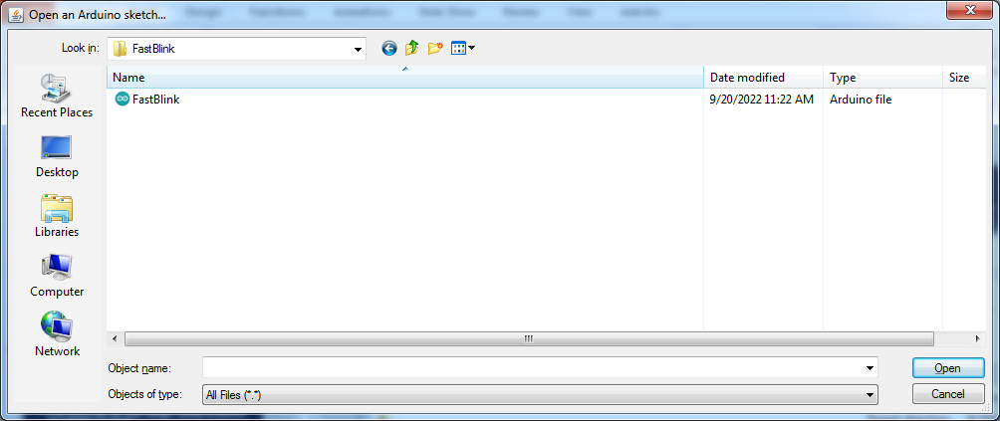 Open an Arduino sketch...
Look in: FastBlink
Name Date modified Type Size
FastBlink 9/20/2022 11:22 AM Arduino file
Recent Places
Desktop
Libraries
Computer
Network
Object name: Open
Objects of type: All Files (*.*) Cancel